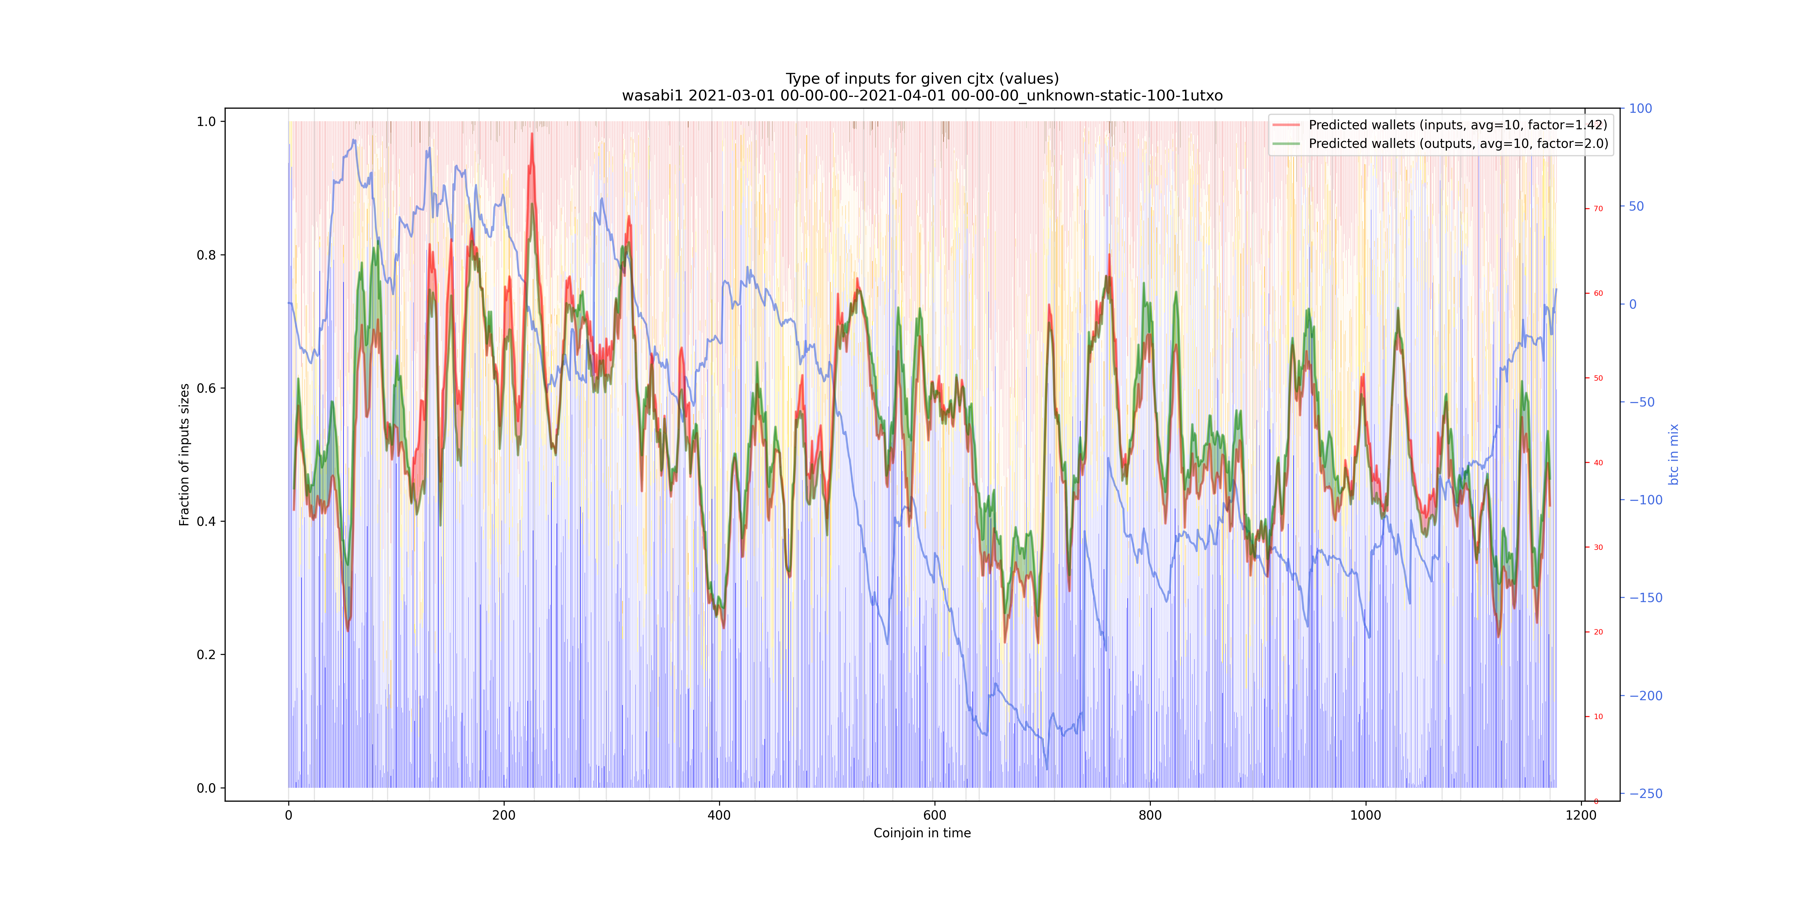 Type of inputs for given cjtx (values)
wasabi1 2021-03-01 00-00-00--2021-04-01 00-00-00_unknown-static-100-1utxo
Predicted wallets (inputs, avg=10, factor=1.42)
Predicted wallets (outputs, avg=10, factor=2.0)
Fraction of inputs sizes
1.0
0.8
0.6
0.4
0.2
0.0
0 200 400 600 800 1000 1200
Coinjoin in time
70
60
50
40
30
20
10
0
100
50
0
−50
−100
−150
−200
−250
btc in mix